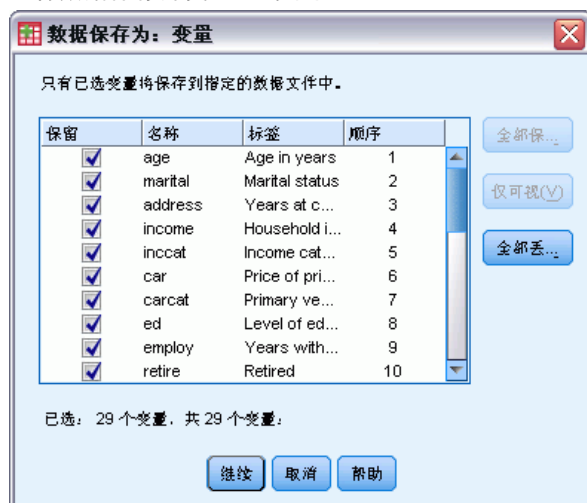 数据保存为：变量
只有已选变量将保存到指定的数据文件中。
保留 名称 标签 顺序
age Age in years 1
marital Marital status 2
address Years at c... 3
income Household i... 4
inccat Income cat... 5
car Price of pri... 6
carcat Primary ve... 7
ed Level of ed... 8
employ Years with... 9
retire Retired 10
全部保...
仅可视(V)
全部丢...
已选： 29 个变量，共 29 个变量：
继续 取消 帮助